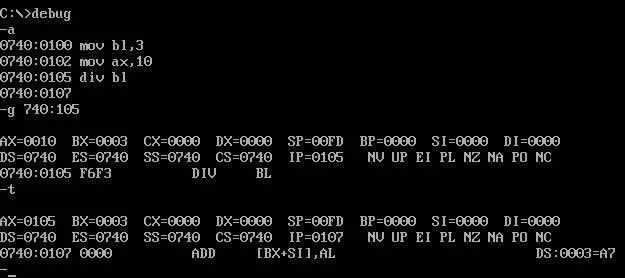 C:\>debug
-a
0740:0100 mov bl,3
0740:0102 mov ax,10
0740:0105 div bl
0740:0107
-g 740:105
AX=0010 BX=0003 CX=0000 DX=0000 SP=00FD BP=0000 SI=0000 DI=0000
DS=0740 ES=0740 SS=0740 CS=0740 IP=0105 NV UP EI PL NZ NA PO NC
0740:0105 F6F3 DIV BL
-t
AX=0105 BX=0003 CX=0000 DX=0000 SP=00FD BP=0000 SI=0000 DI=0000
DS=0740 ES=0740 SS=0740 CS=0740 IP=0107 NV UP EI PL NZ NA PO NC
0740:0107 0000 ADD [BX+SI],AL DS:0003=A7
-_